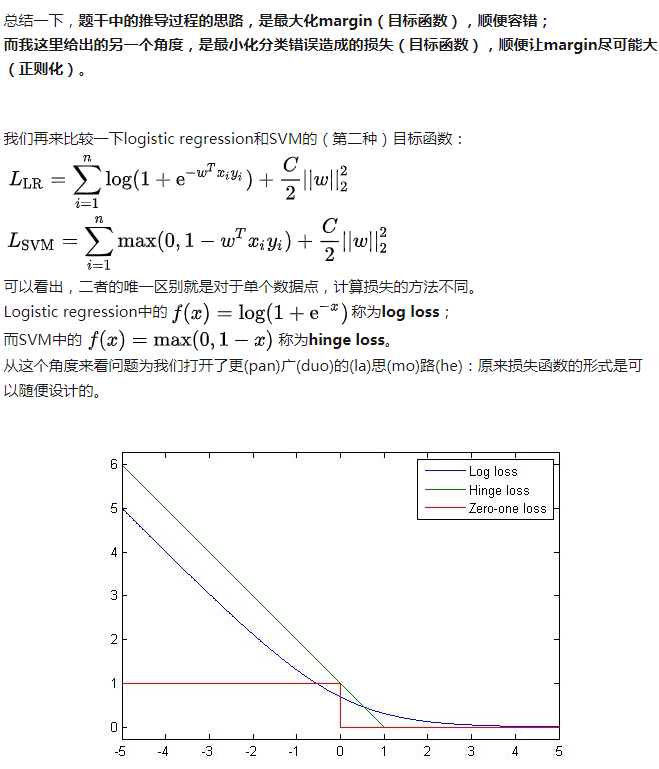 总结一下，题干中的推导过程的思路，是最大化margin（目标函数），顺便容错；
而我这里给出的另一个角度，是最小化分类错误造成的损失（目标函数），顺便让margin尽可能大
（正则化）。
我们再来比较一下logistic regression和SVM的（第二种）目标函数：
L_{LR} = \sum_{i=1}^{n} \log(1 + e^{-w^T x_i y_i}) + \frac{C}{2}||w||_2^2
L_{SVM} = \sum_{i=1}^{n} \max(0, 1 - w^T x_i y_i) + \frac{C}{2}||w||_2^2
可以看出，二者的唯一区别就是对于单个数据点，计算损失的方法不同。
Logistic regression中的 f(x) = log(1 + e^{-x}) 称为log loss；
而SVM中的 f(x) = max(0, 1 - x) 称为hinge loss。
从这个角度来看问题为我们打开了更(pan)广(duo)的(la)思(mo)路(he)：原来损失函数的形式是可
以随便设计的。
Log loss
Hinge loss
Zero-one loss
6
5
4
3
2
1
0
-5 -4 -3 -2 -1 0 1 2 3 4 5